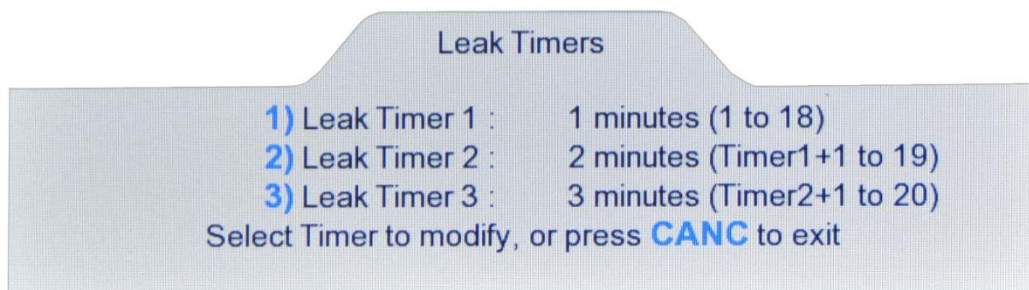 Leak Timers
1) Leak Timer 1 : 1 minutes (1 to 18)
2) Leak Timer 2 : 2 minutes (Timer1+1 to 19)
3) Leak Timer 3 : 3 minutes (Timer2+1 to 20)
Select Timer to modify, or press CANC to exit